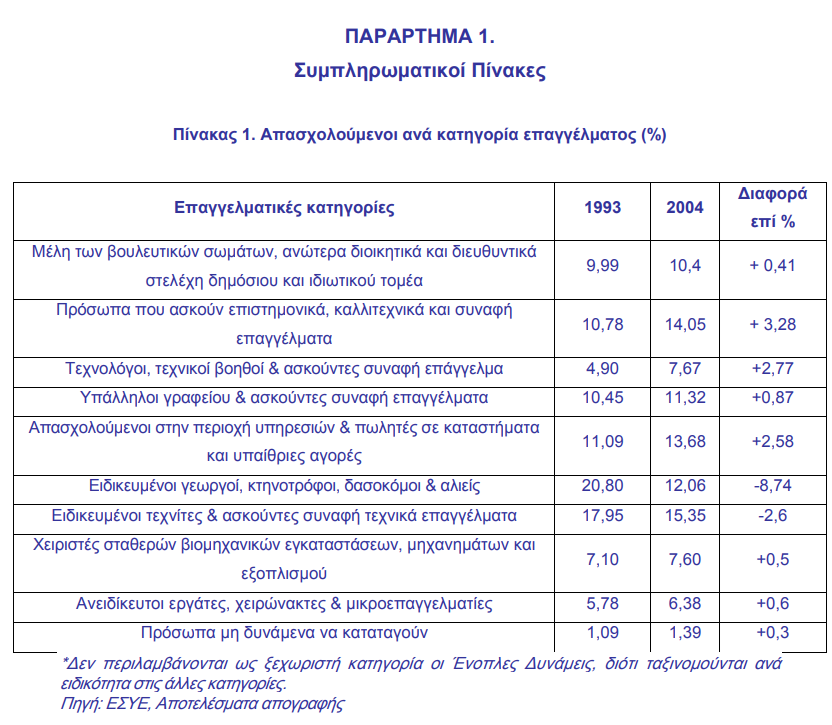 ΠΑΡΑΡΤΗΜΑ 1.
Συμπληρωματικοί Πίνακες
Πίνακας 1. Απασχολούμενοι ανά κατηγορία επαγγέλματος (%)
Επαγγελματικές κατηγορίες 1993 2004 Διαφορά επί %
Μέλη των βουλευτικών σωμάτων, ανώτερα διοικητικά και διευθυντικά
στελέχη δημόσιου και ιδιωτικού τομέα 9,99 10,4 + 0,41
Πρόσωπα που ασκούν επιστημονικά, καλλιτεχνικά και συναφή
επαγγέλματα 10,78 14,05 + 3,28
Τεχνολόγοι, τεχνικοί βοηθοί & ασκούντες συναφή επάγγελμα 4,90 7,67 +2,77
Υπάλληλοι γραφείου & ασκούντες συναφή επαγγέλματα 10,45 11,32 +0,87
Απασχολούμενοι στην περιοχή υπηρεσιών & πωλητές σε καταστήματα
και υπαίθριες αγορές 11,09 13,68 +2,58
Ειδικευμένοι γεωργοί, κτηνοτρόφοι, δασοκόμοι & αλιείς 20,80 12,06 -8,74
Ειδικευμένοι τεχνίτες & ασκούντες συναφή τεχνικά επαγγέλματα 17,95 15,35 -2,6
Χειριστές σταθερών βιομηχανικών εγκαταστάσεων, μηχανημάτων και
εξοπλισμού 7,10 7,60 +0,5
Ανειδίκευτοι εργάτες, χειρώνακτες & μικροεπαγγελματίες 5,78 6,38 +0,6
Πρόσωπα μη δυνάμενα να καταταγούν 1,09 1,39 +0,3
*Δεν περιλαμβάνονται ως ξεχωριστή κατηγορία οι Ένοπλες Δυνάμεις, διότι ταξινομούνται ανά
ειδικότητα στις άλλες κατηγορίες.
Πηγή: ΕΣΥΕ, Αποτελέσματα απογραφής